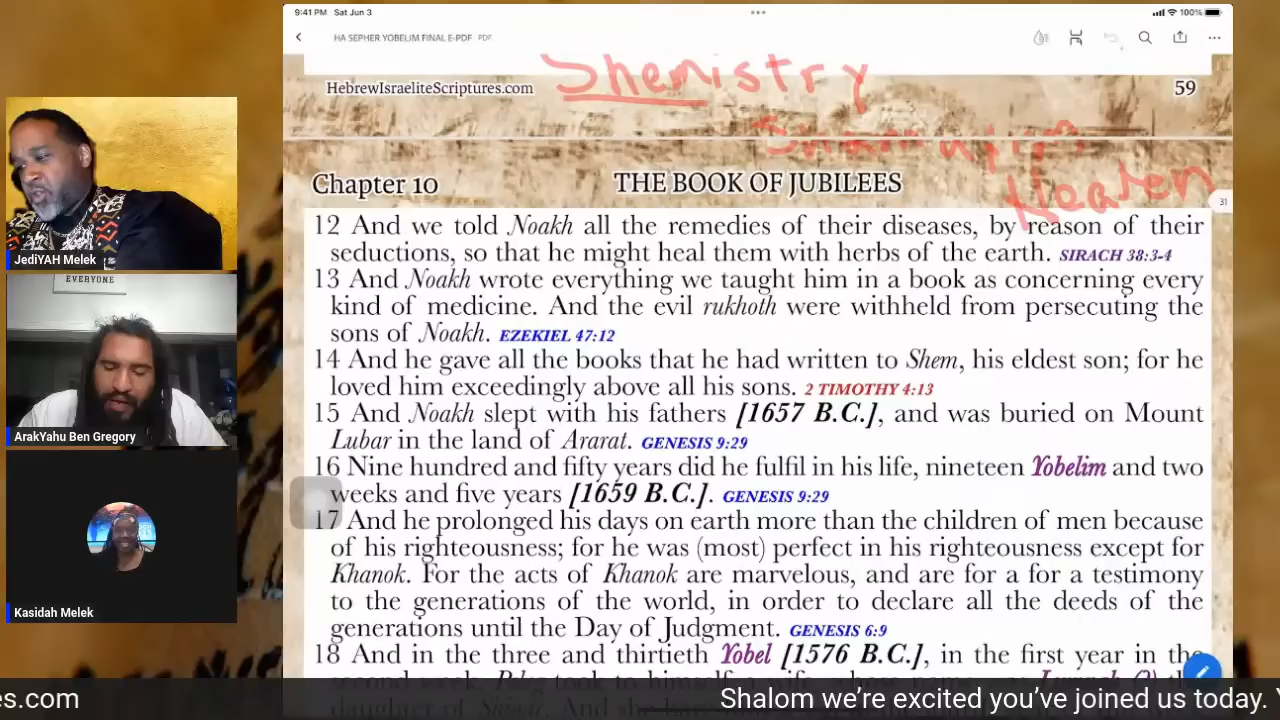 9:41 PM Sat Jun 3
100%
HA SEPHER YOBELIM FINAL E-PDF PDF
Shemistry
HebrewIsraeliteScriptures.com
59
Heaven
Chapter 10
THE BOOK OF JUBILEES
31
12 And we told Noakh all the remedies of their diseases, by reason of their
seductions, so that he might heal them with herbs of the earth. SIRACH 38:3-4
13 And Noakh wrote everything we taught him in a book as concerning every
kind of medicine. And the evil rukhoth were withheld from persecuting the
sons of Noakh. EZEKIEL 47:12
14 And he gave all the books that he had written to Shem, his eldest son; for he
loved him exceedingly above all his sons. 2 TIMOTHY 4:13
15 And Noakh slept with his fathers [1657 B.C.], and was buried on Mount
Lubar in the land of Ararat. GENESIS 9:29
16 Nine hundred and fifty years did he fulfil in his life, nineteen Yobelim and two
weeks and five years [1659 B.C.]. GENESIS 9:29
17 And he prolonged his days on earth more than the children of men because
of his righteousness; for he was (most) perfect in his righteousness except for
Khanok. For the acts of Khanok are marvelous, and are for a for a testimony
to the generations of the world, in order to declare all the deeds of the
generations until the Day of Judgment. GENESIS 6:9
18 And in the three and thirtieth Yobel [1576 B.C.], in the first year in the
JediYAH Melek
EVERYONE
ArakYahu Ben Gregory
Kasidah Melek
es.com
Shalom we're excited you've joined us today.